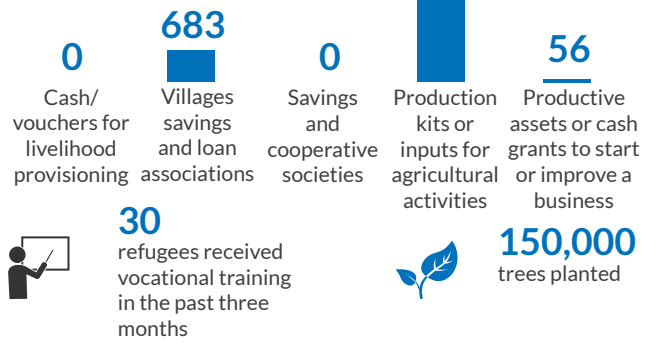 0
Cash/
vouchers for
livelihood
provisioning
683
Villages
savings
and loan
associations
0
Savings
and
cooperative
societies
Production
kits or
inputs for
agricultural
activities
56
Productive
assets or cash
grants to start
or improve a
business
30
refugees received
vocational training
in the past three
months
150,000
trees planted